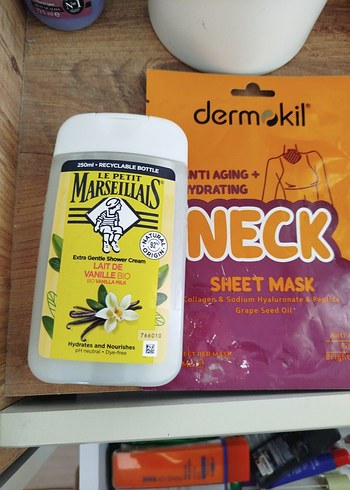 N°1
250ml • RECYCLABLE BOTTLE
LE PETIT
MARSEILLAIS
NATURAL
ORIGIN
Extra Gentle Shower Cream
LAIT DE
VANILLE BIO
BIO VANILLA MILK
Hydrates and Nourishes
pH neutral • Dye-free
dermokil
ANTI AGING +
HYDRATING
NECK
SHEET MASK
Collagen & Sodium Hyaluronate & Peptide
Grape Seed Oil*